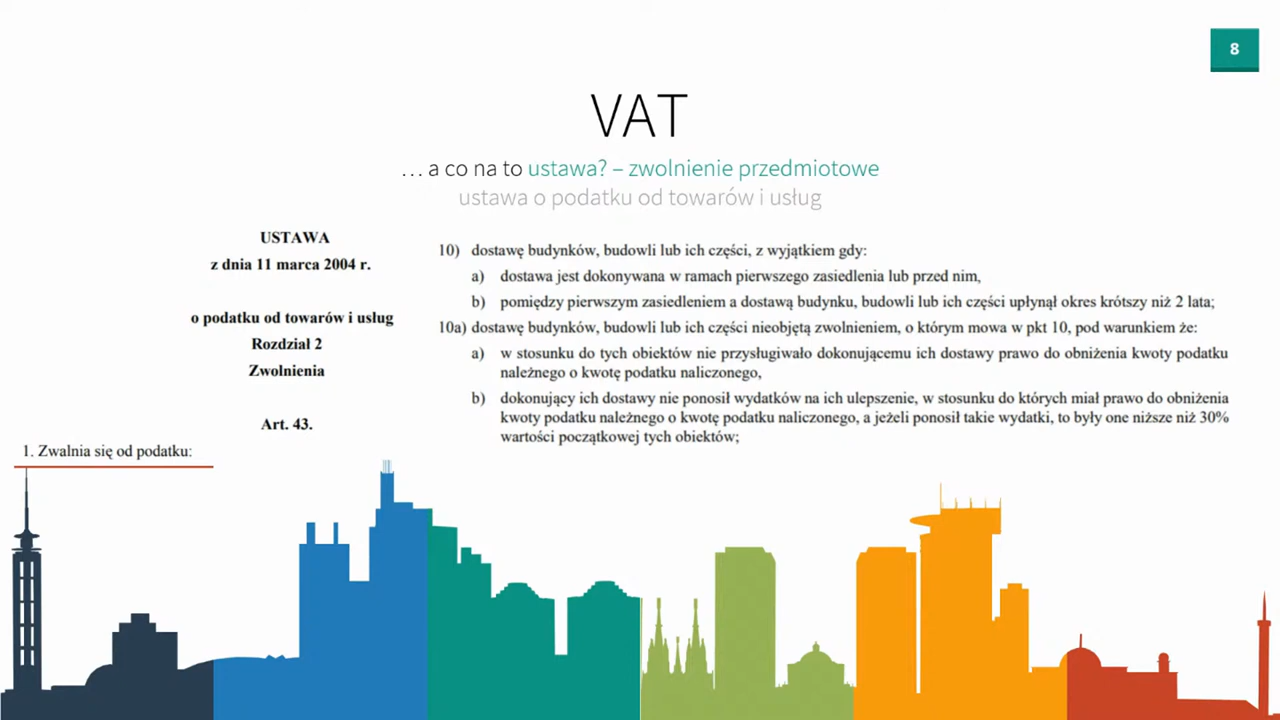 8
VAT
… a co na to ustawa? – zwolnienie przedmiotowe
ustawa o podatku od towarów i usług
USTAWA
z dnia 11 marca 2004 r.
o podatku od towarów i usług
Rozdział 2
Zwolnienia
Art. 43.
1. Zwalnia się od podatku:
10) dostawę budynków, budowli lub ich części, z wyjątkiem gdy:
a) dostawa jest dokonywana w ramach pierwszego zasiedlenia lub przed nim,
b) pomiędzy pierwszym zasiedleniem a dostawą budynku, budowli lub ich części upłynął okres krótszy niż 2 lata;
10a) dostawę budynków, budowli lub ich części nieobjętą zwolnieniem, o którym mowa w pkt 10, pod warunkiem że:
a) w stosunku do tych obiektów nie przysługiwało dokonującemu ich dostawy prawo do obniżenia kwoty podatku
należnego o kwotę podatku naliczonego,
b) dokonujący ich dostawy nie ponosił wydatków na ich ulepszenie, w stosunku do których miał prawo do obniżenia
kwoty podatku należnego o kwotę podatku naliczonego, a jeżeli ponosił takie wydatki, to były one niższe niż 30%
wartości początkowej tych obiektów;